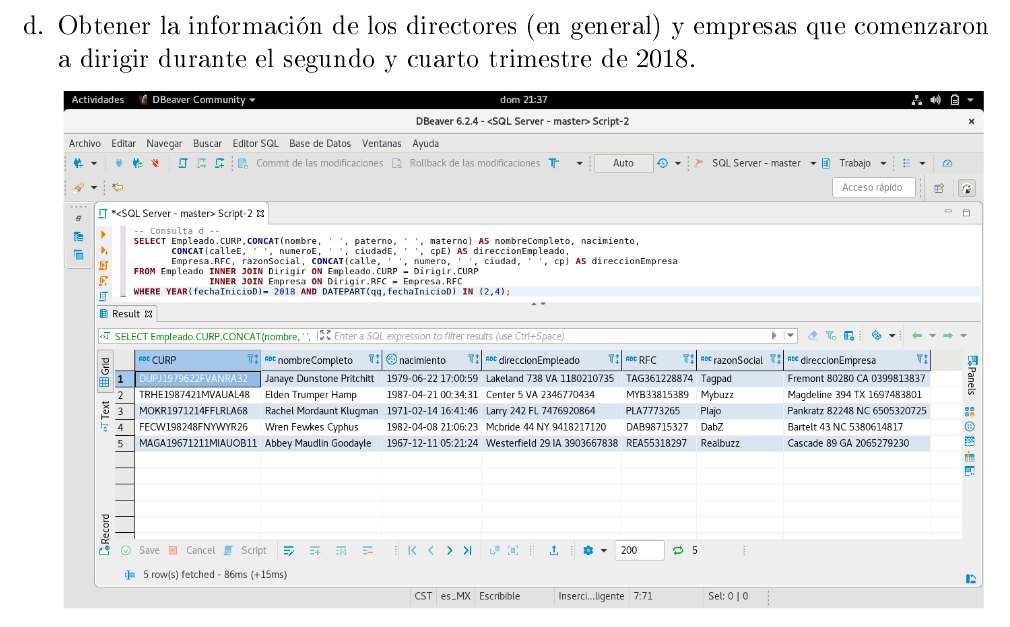 d. Obtener la información de los directores (en general) y empresas que comenzaron
a dirigir durante el segundo y cuarto trimestre de 2018.
Actividades DBeaver Community dom 21:37
DBeaver 6.2.4 - <SQL Server - master> Script-2
Archivo Editar Navegar Buscar Editor SQL Base de Datos Ventanas Ayuda
Commit de las modificaciones Rollback de las modificaciones Auto SQL Server - master Trabajo
Acceso rápido
*<SQL Server - master> Script-2
-- Consulta d --
SELECT Empleado.CURP,CONCAT(nombre, ' ', paterno, ' ', materno) AS nombreCompleto, nacimiento,
CONCAT(calleE, ' ', numeroE, ' ', ciudadE, ' ', cpE) AS direccionEmpleado,
Empresa.RFC, razonSocial, CONCAT(calle, ' ', numero, ' ', ciudad, ' ', cp) AS direccionEmpresa
FROM Empleado INNER JOIN Dirigir ON Empleado.CURP = Dirigir.CURP
INNER JOIN Empresa ON Dirigir.RFC = Empresa.RFC
WHERE YEAR(fechaInicioD)= 2018 AND DATEPART(qq,fechaInicioD) IN (2,4);
Result
SELECT Empleado.CURP,CONCAT(nombre, ' ', Enter a SQL expression to filter results (use Ctrl+Space)
Grid
Text
Record
Panels
CURP nombreCompleto nacimiento direccionEmpleado RFC razonSocial direccionEmpresa
1 DUPJ1979622FVANRA32 Janaye Dunstone Pritchitt 1979-06-22 17:00:59 Lakeland 738 VA 1180210735 TAG361228874 Tagpad Fremont 80280 CA 0399813837
2 TRHE1987421MVAUAL48 Elden Trumper Hamp 1987-04-21 00:34:31 Center 5 VA 2346770434 MYB33815389 Mybuzz Magdeline 394 TX 1697483801
3 MOKR1971214FFLRLA68 Rachel Mordaunt Klugman 1971-02-14 16:41:46 Larry 242 FL 7476920864 PLA7773265 Plajo Pankratz 82248 NC 6505320725
4 FECW198248FNYWYR26 Wren Fewkes Cyphus 1982-04-08 21:06:23 Mcbride 44 NY 9418217120 DAB98715327 DabZ Bartelt 43 NC 5380614817
5 MAGA19671211MIAUOB11 Abbey Maudlin Goodayle 1967-12-11 05:21:24 Westerfield 29 IA 3903667838 REA55318297 Realbuzz Cascade 89 GA 2065279230
Save Cancel Script 200 5
5 row(s) fetched - 86ms (+15ms)
CST es_MX Escribible Inserci...ligente 7:71 Sel: 0 | 0